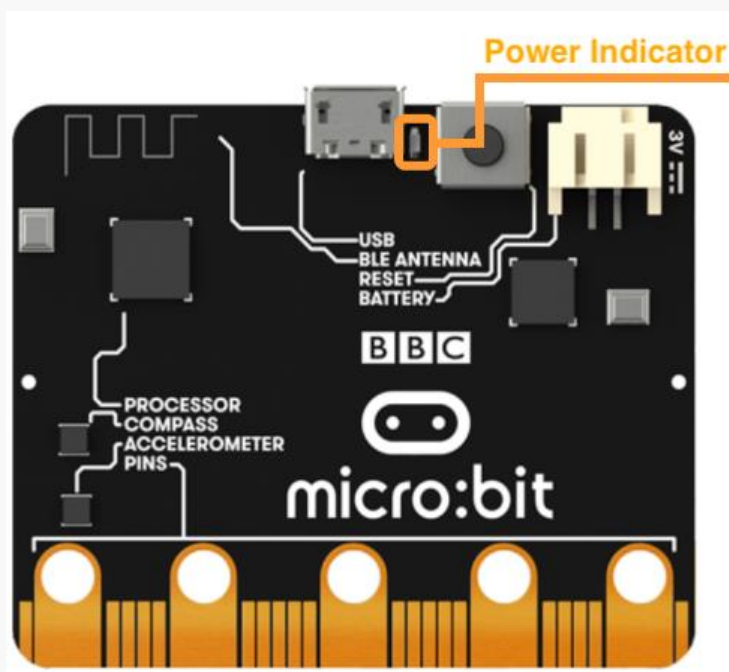 Power Indicator
3V
USB
BLE ANTENNA
RESET
BATTERY
BBC
PROCESSOR
COMPASS
ACCELEROMETER
PINS
micro:bit